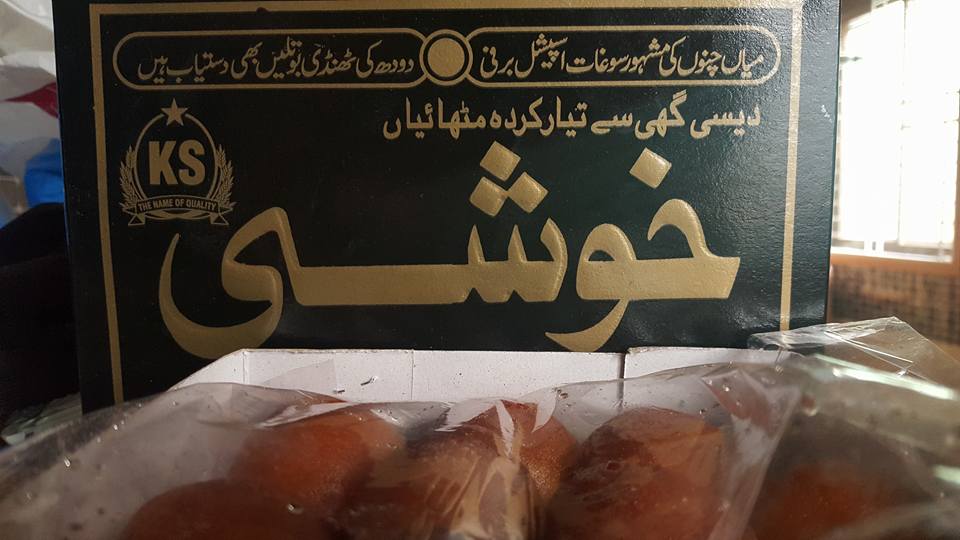 میاں چنوں کی مشہور سوغات اسپیشل برفی
دودھ کی ٹھنڈی بوتلیں بھی دستیاب ہیں
دیسی گھی سے تیار کردہ مٹھائیاں
خوشی
KS
THE NAME OF QUALITY